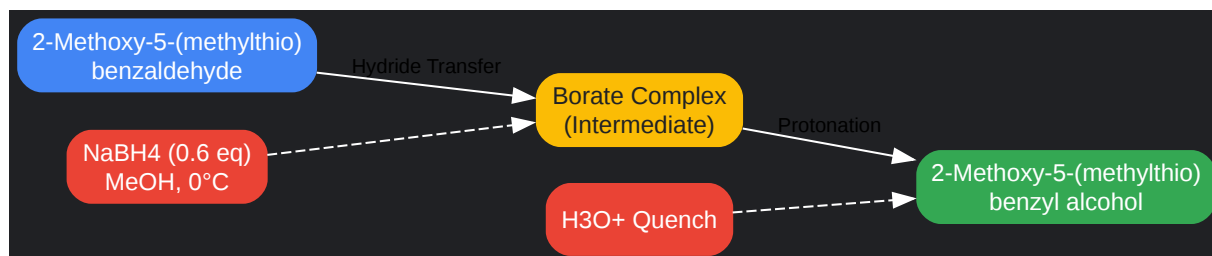 2-Methoxy-5-(methylthio)
benzaldehyde
Hydride Transfer
NaBH4 (0.6 eq)
MeOH, 0°C
Borate Complex
(Intermediate)
Protonation
H3O+ Quench
2-Methoxy-5-(methylthio)
benzyl alcohol